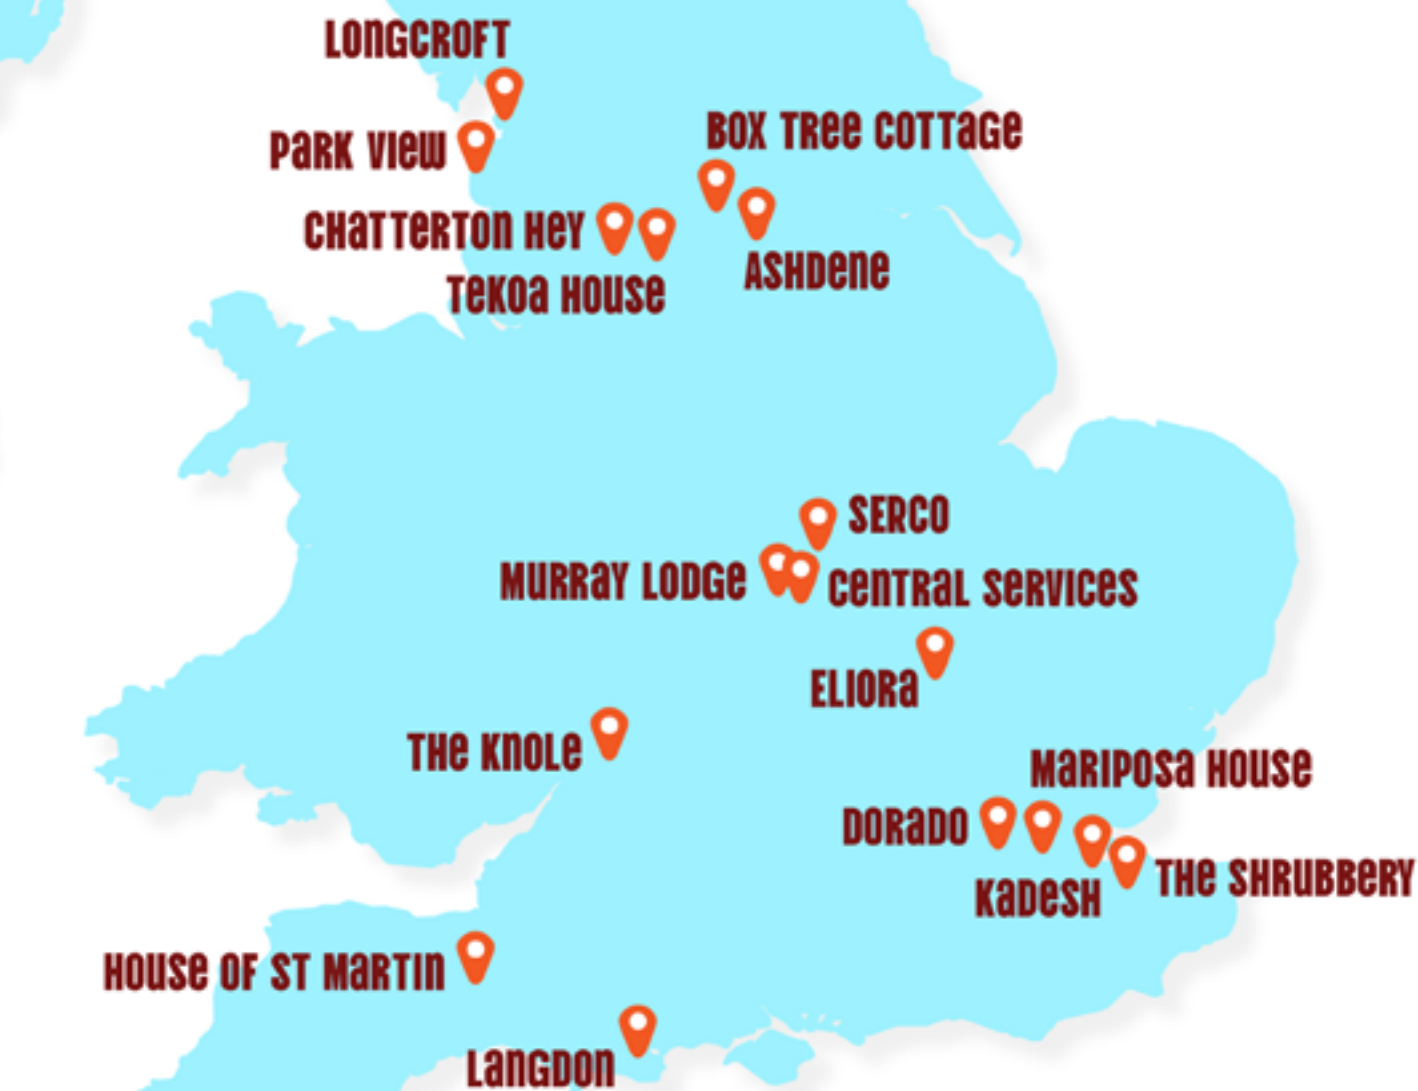 LONGCROFT
PARK VIEW
BOX TREE COTTAGE
CHATTERTON HEY
ASHDENE
TEKOA HOUSE
SERCO
MURRAY LODGE
CENTRAL SERVICES
ELIORA
THE KNOLE
MARIPOSA HOUSE
DORADO
THE SHRUBBERY
KADESH
HOUSE OF ST MARTIN
LANGDON